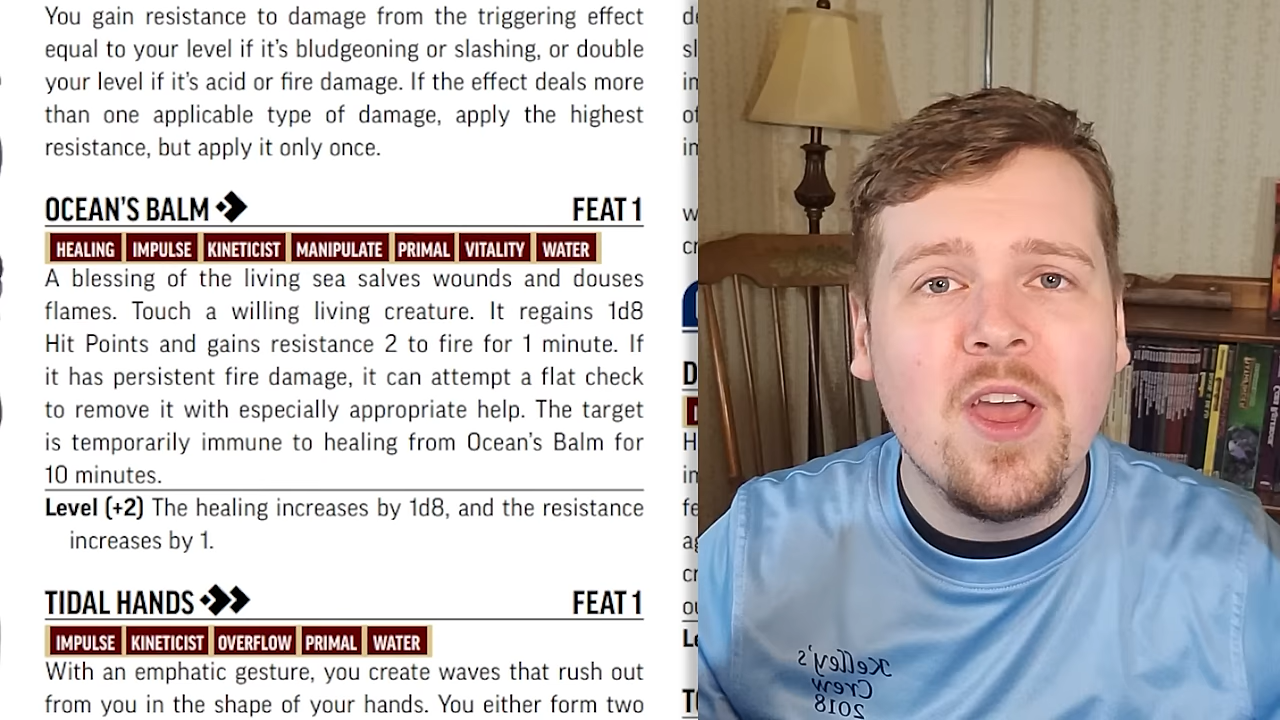 You gain resistance to damage from the triggering effect
equal to your level if it's bludgeoning or slashing, or double
your level if it's acid or fire damage. If the effect deals more
than one applicable type of damage, apply the highest
resistance, but apply it only once.
OCEAN'S BALM FEAT 1
HEALING IMPULSE KINETICIST MANIPULATE PRIMAL VITALITY WATER
A blessing of the living sea salves wounds and douses
flames. Touch a willing living creature. It regains 1d8
Hit Points and gains resistance 2 to fire for 1 minute. If
it has persistent fire damage, it can attempt a flat check
to remove it with especially appropriate help. The target
is temporarily immune to healing from Ocean's Balm for
10 minutes.
Level (+2) The healing increases by 1d8, and the resistance
increases by 1.
TIDAL HANDS FEAT 1
IMPULSE KINETICIST OVERFLOW PRIMAL WATER
With an emphatic gesture, you create waves that rush out
from you in the shape of your hands. You either form two
Kelley's
Crew
2018